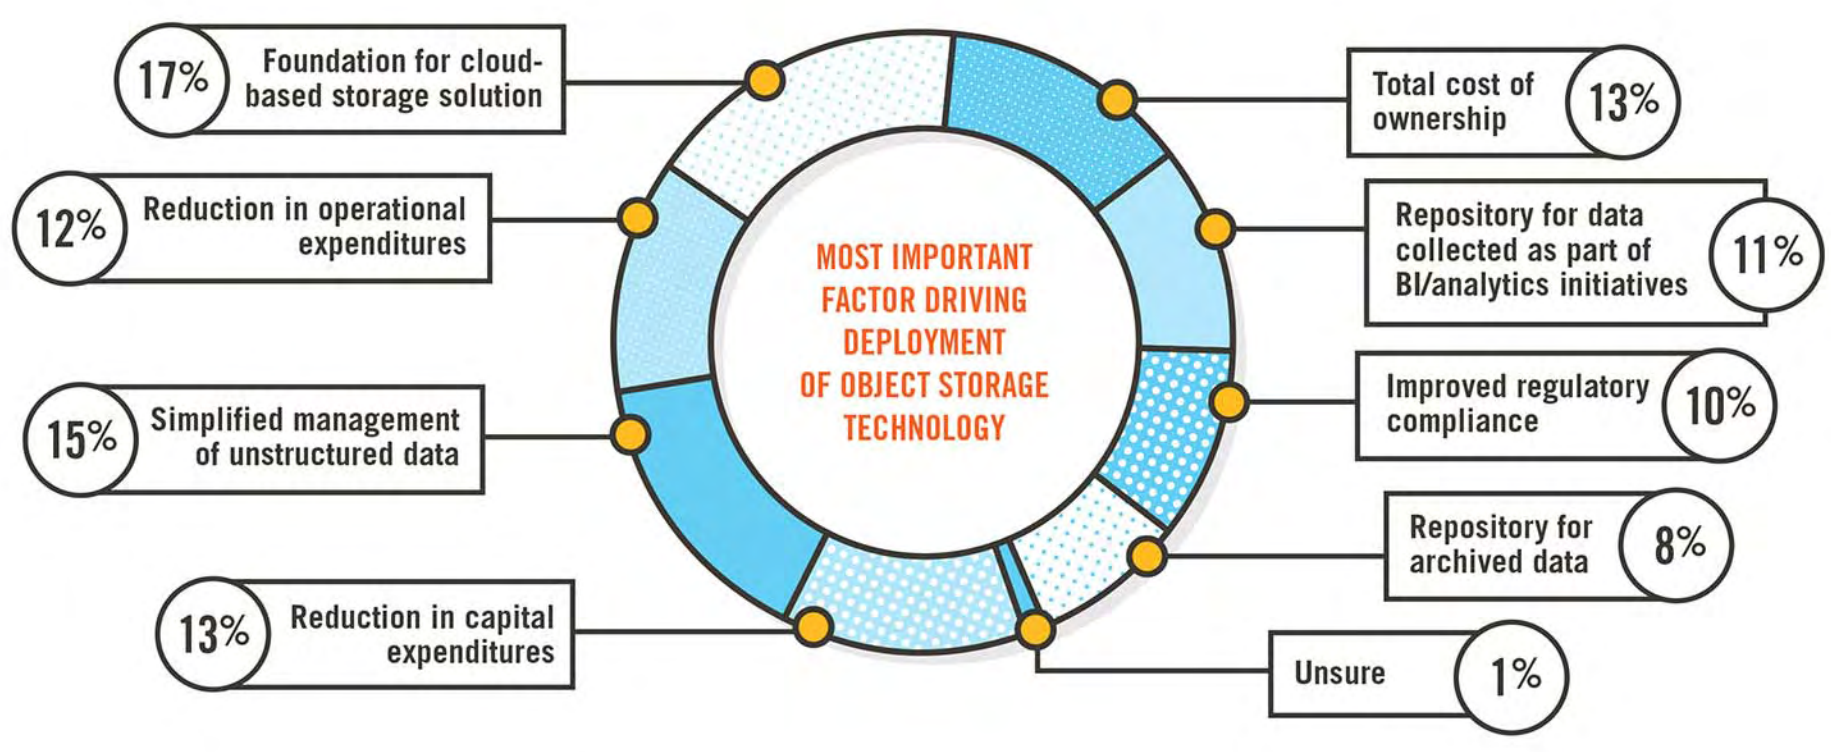 MOST IMPORTANT
FACTOR DRIVING
DEPLOYMENT
OF OBJECT STORAGE
TECHNOLOGY
17%
Foundation for cloud-
based storage solution
12%
Reduction in operational
expenditures
15%
Simplified management
of unstructured data
13%
Reduction in capital
expenditures
Total cost of
ownership
13%
Repository for data
collected as part of
BI/analytics initiatives
11%
Improved regulatory
compliance
10%
Repository for
archived data
8%
Unsure
1%